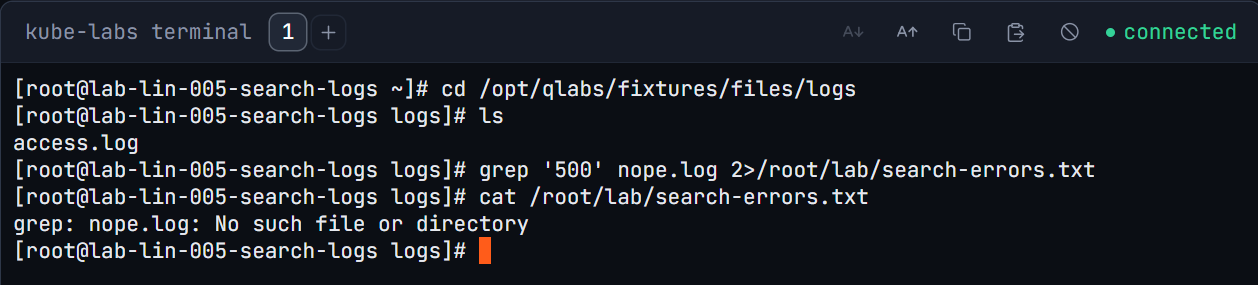 kube-labs terminal 1 + A↓ A↑ connected
[root@lab-lin-005-search-logs ~]# cd /opt/qlabs/fixtures/files/logs
[root@lab-lin-005-search-logs logs]# ls
access.log
[root@lab-lin-005-search-logs logs]# grep '500' nope.log 2>/root/lab/search-errors.txt
[root@lab-lin-005-search-logs logs]# cat /root/lab/search-errors.txt
grep: nope.log: No such file or directory
[root@lab-lin-005-search-logs logs]#